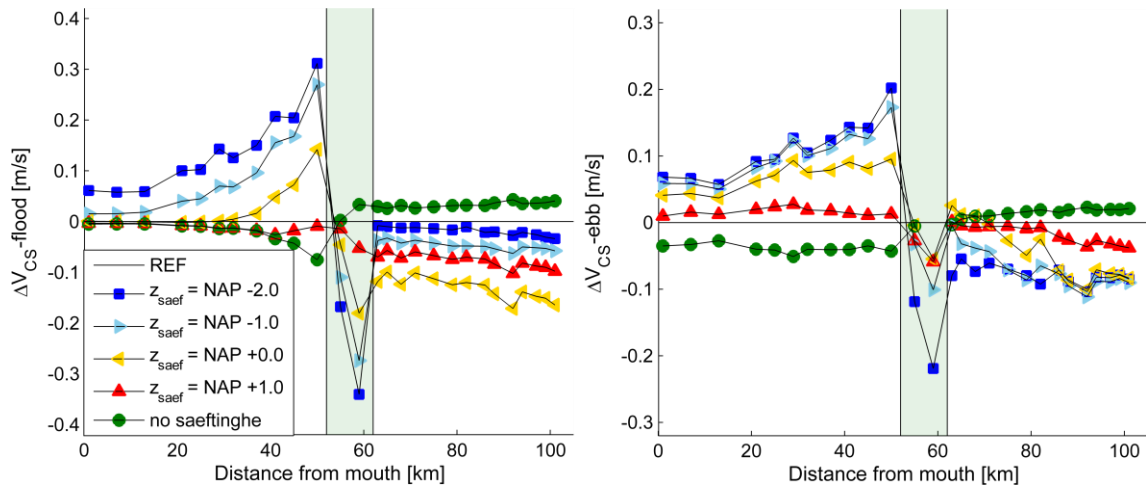 0.4
0.3
0.2
0.1
0
-0.1
-0.2
-0.3
-0.4
ΔV_CS-flood [m/s]
REF
z_saef = NAP -2.0
z_saef = NAP -1.0
z_saef = NAP +0.0
z_saef = NAP +1.0
no saeftinghe
0 20 40 60 80 100
Distance from mouth [km]
0.3
0.2
0.1
0
-0.1
-0.2
-0.3
ΔV_CS-ebb [m/s]
0 20 40 60 80 100
Distance from mouth [km]